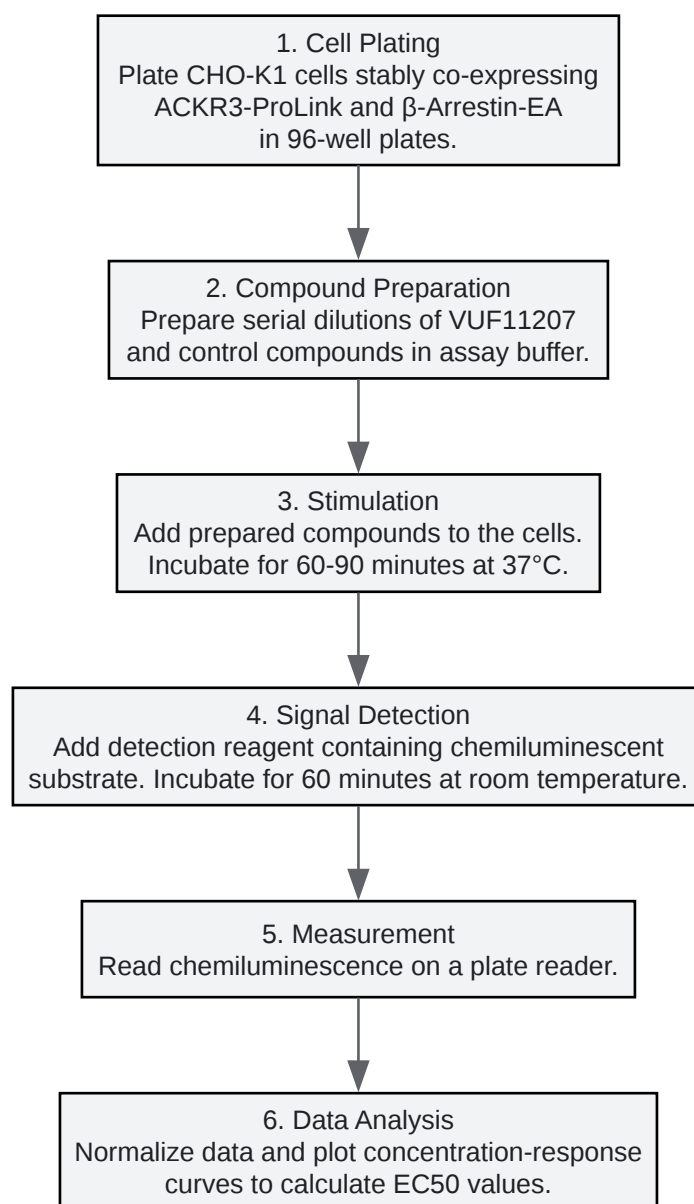 1. Cell Plating
Plate CHO-K1 cells stably co-expressing
ACKR3-ProLink and β-Arrestin-EA
in 96-well plates.
2. Compound Preparation
Prepare serial dilutions of VUF11207
and control compounds in assay buffer.
3. Stimulation
Add prepared compounds to the cells.
Incubate for 60-90 minutes at 37°C.
4. Signal Detection
Add detection reagent containing chemiluminescent
substrate. Incubate for 60 minutes at room temperature.
5. Measurement
Read chemiluminescence on a plate reader.
6. Data Analysis
Normalize data and plot concentration-response
curves to calculate EC50 values.